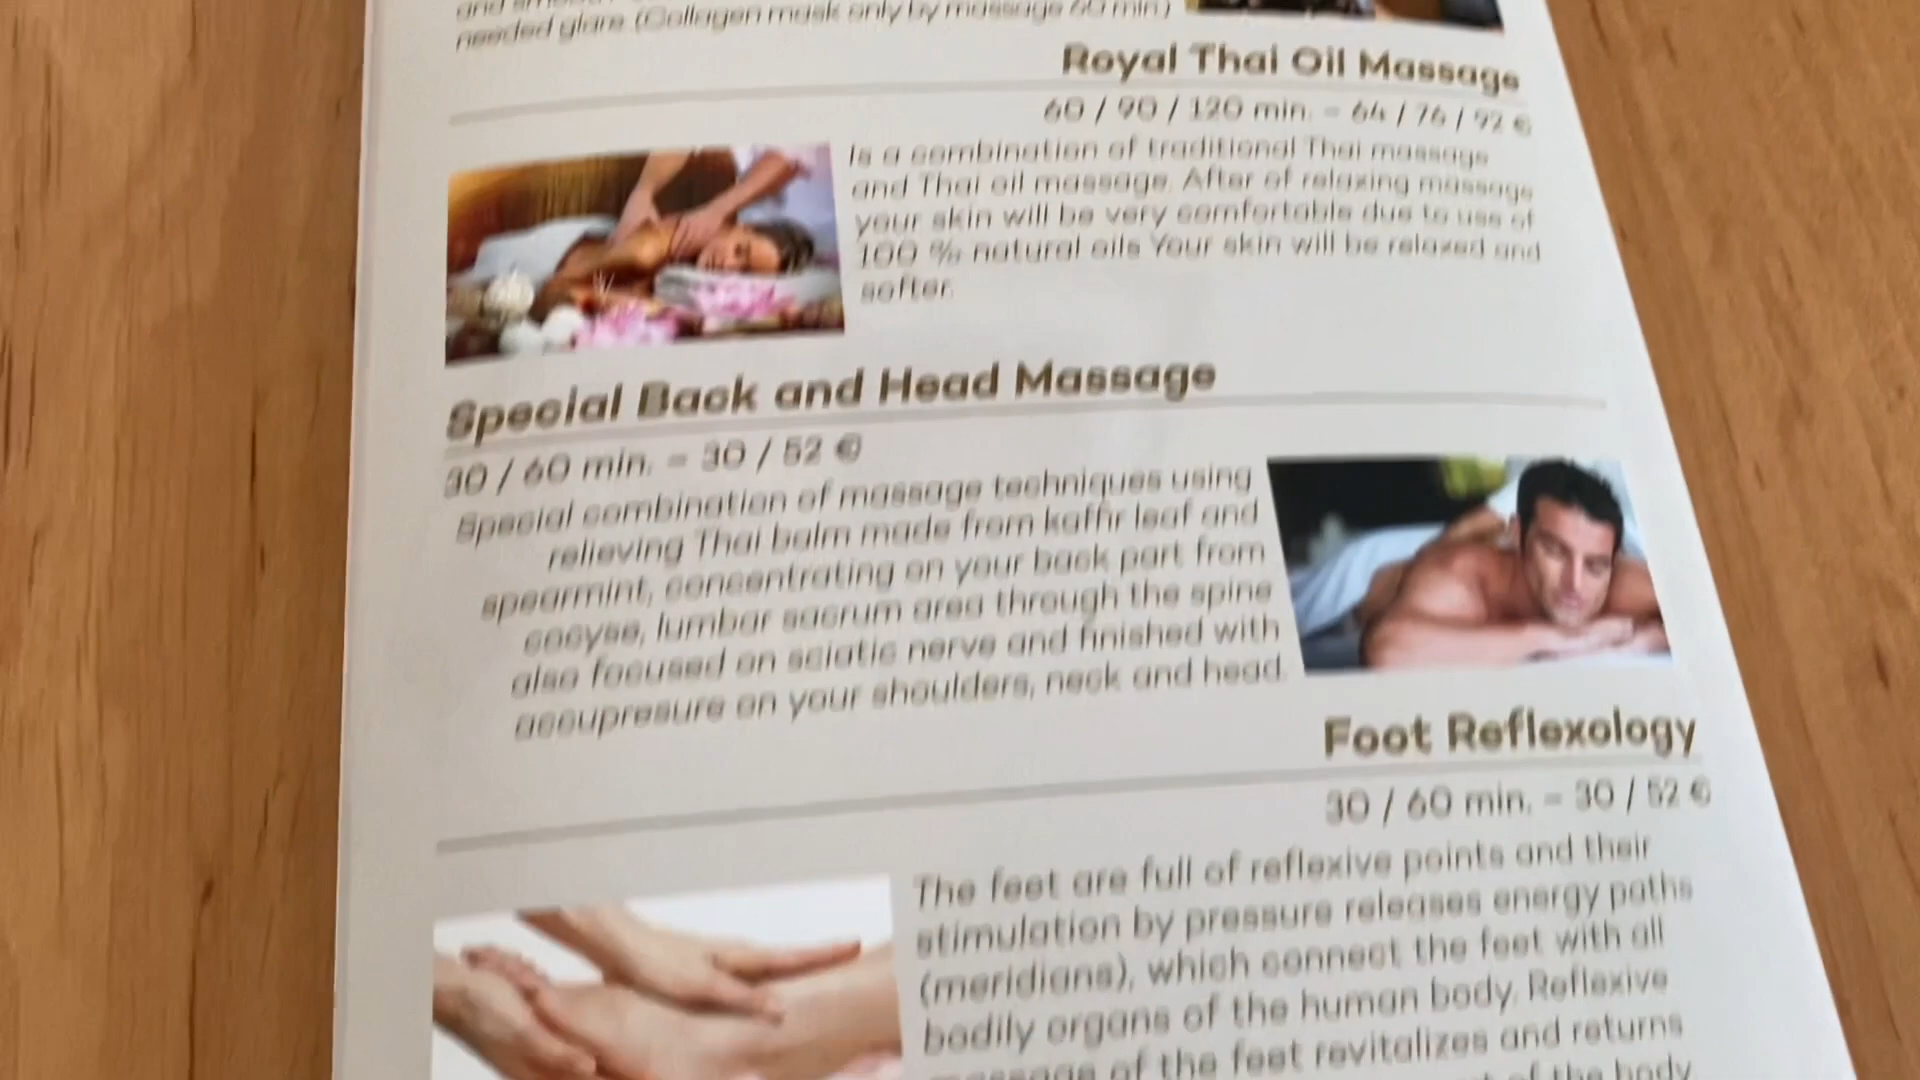 and smooth
needed glare (Collagen mask only by massage 60 min)
Royal Thai Oil Massage
60 / 90 / 120 min. - 64 / 76 / 92 €
Is a combination of traditional Thai massage
and Thai oil massage. After of relaxing massage
your skin will be very comfortable due to use of
100 % natural oils Your skin will be relaxed and
softer.
Special Back and Head Massage
30 / 60 min. - 30 / 52 €
Special combination of massage techniques using
relieving Thai balm made from kaffir leaf and
spearmint, concentrating on your back part from
cocyse, lumbar sacrum area through the spine
also focused on sciatic nerve and finished with
accupresure on your shoulders, neck and head.
Foot Reflexology
30 / 60 min. - 30 / 52 €
The feet are full of reflexive points and their
stimulation by pressure releases energy paths
(meridians), which connect the feet with all
bodily organs of the human body. Reflexive
massage of the feet revitalizes and returns
of the body.